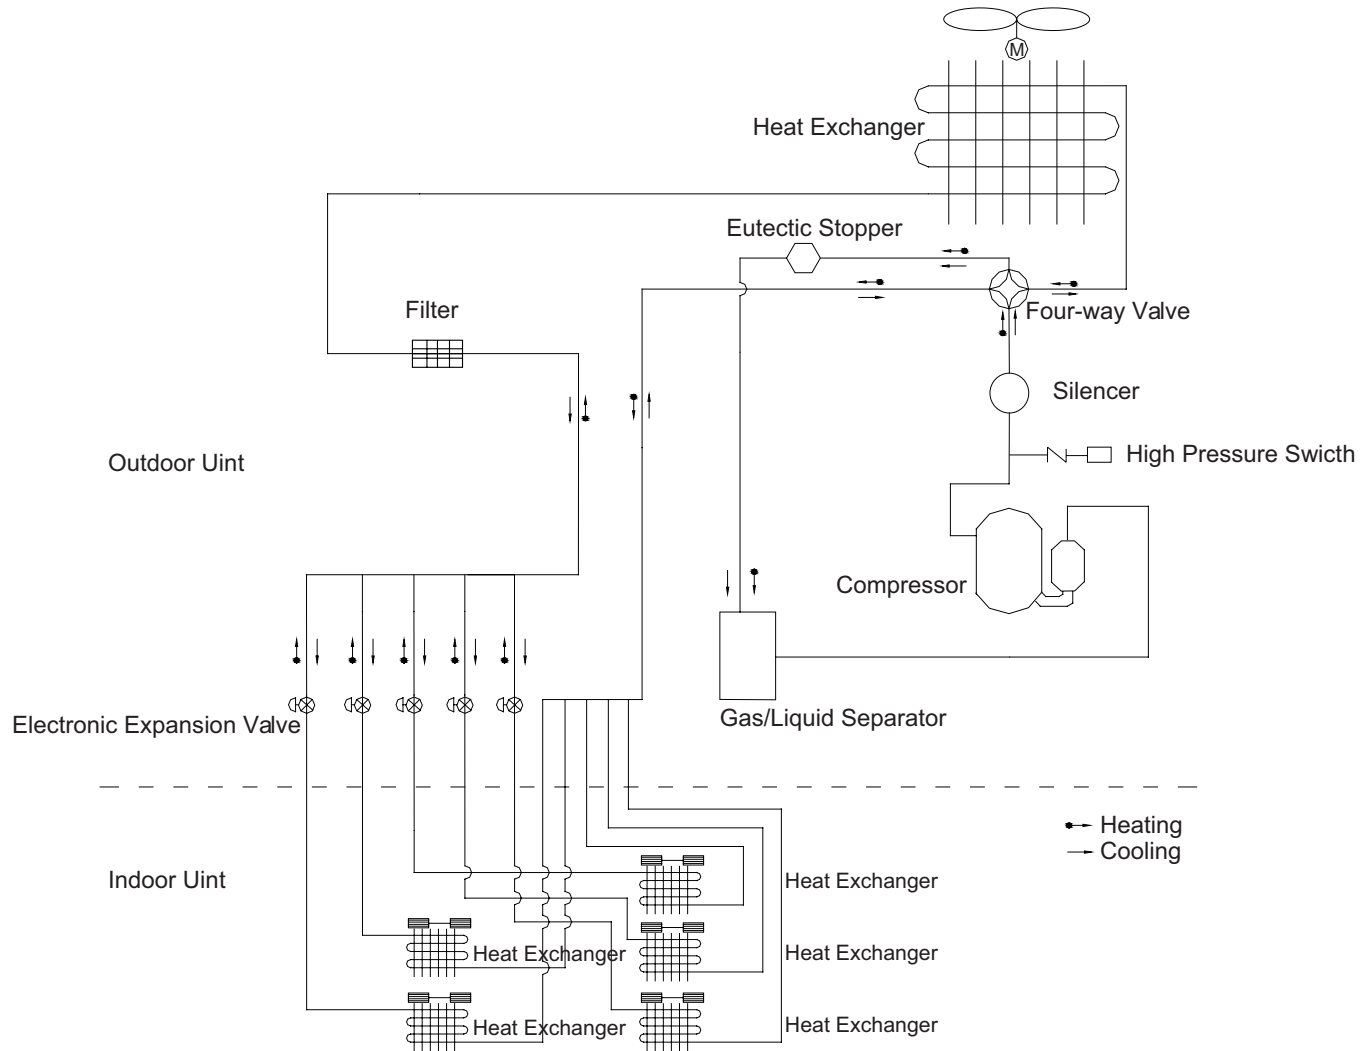 M
Heat Exchanger
Eutectic Stopper
Filter
Four-way Valve
Silencer
High Pressure Swicth
Outdoor Uint
Compressor
Gas/Liquid Separator
Electronic Expansion Valve
Heating
Cooling
Indoor Uint
Heat Exchanger
Heat Exchanger
Heat Exchanger
Heat Exchanger
Heat Exchanger